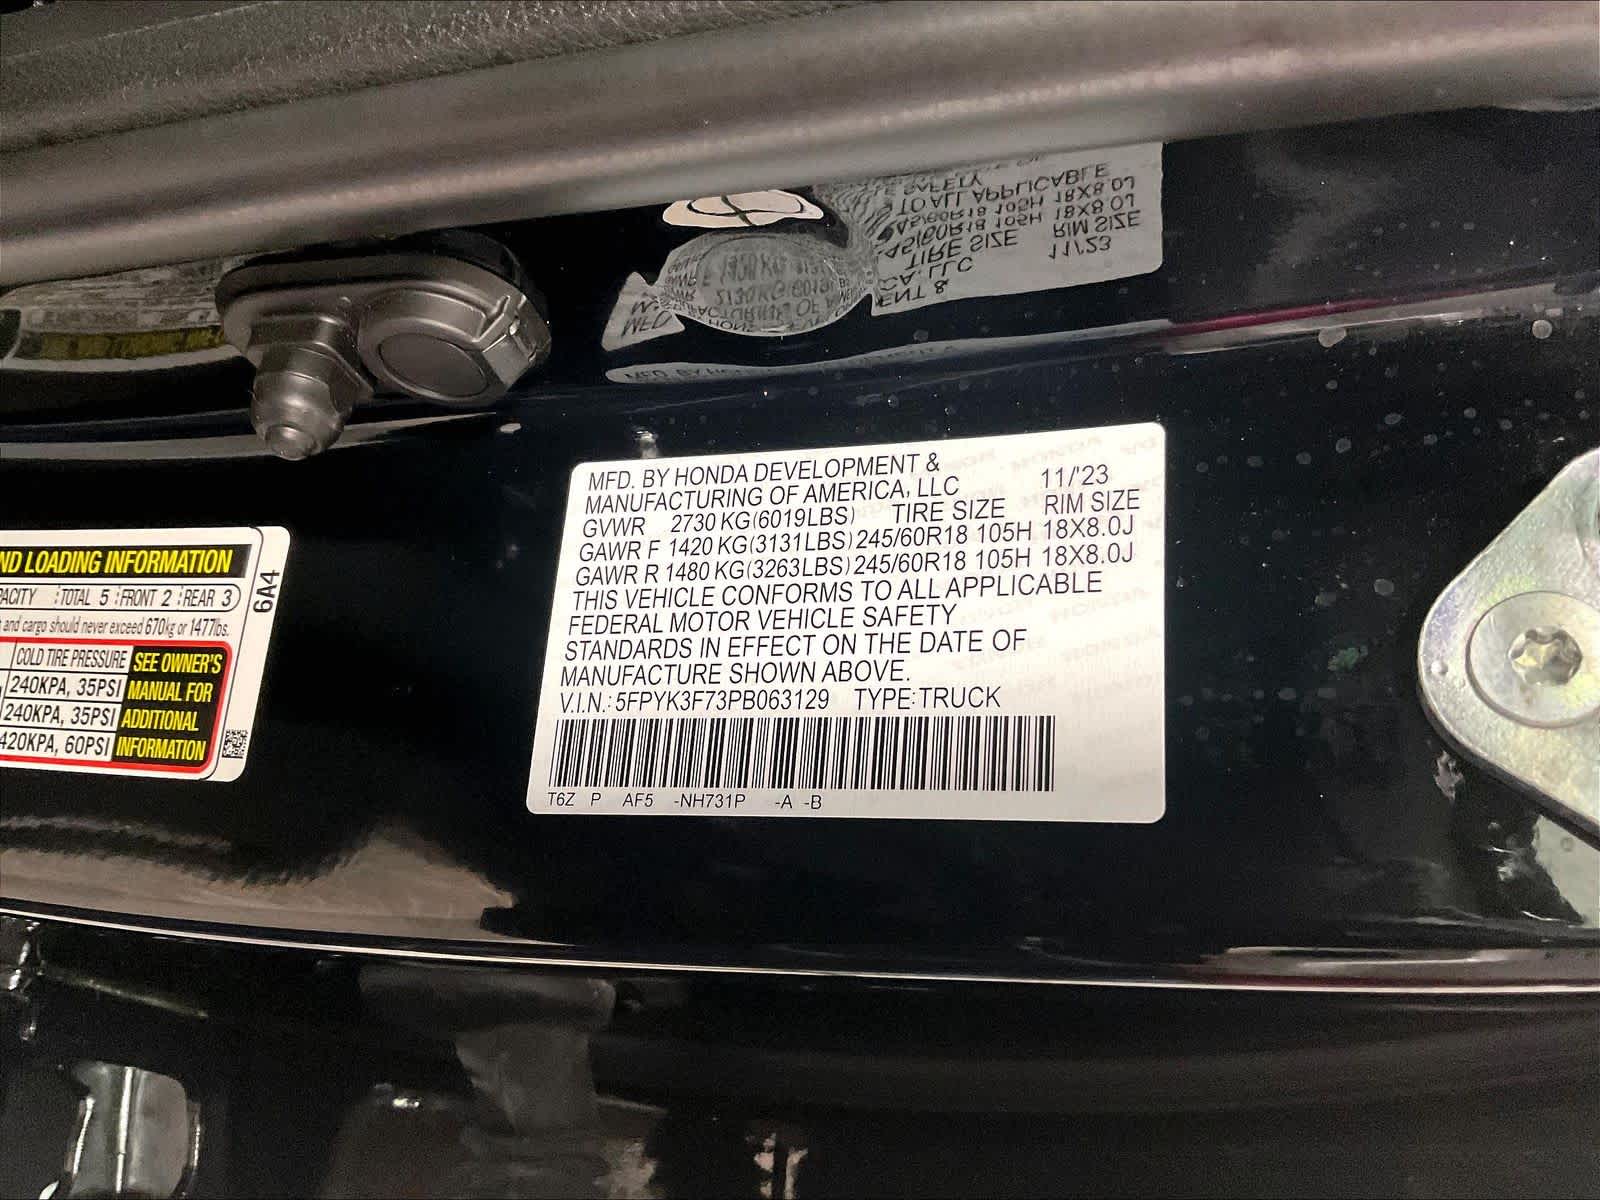 MFD. BY HONDA DEVELOPMENT &
MANUFACTURING OF AMERICA, LLC 11/'23
GVWR 2730 KG(6019LBS) TIRE SIZE RIM SIZE
GAWR F 1420 KG(3131LBS) 245/60R18 105H 18X8.0J
GAWR R 1480 KG(3263LBS) 245/60R18 105H 18X8.0J
THIS VEHICLE CONFORMS TO ALL APPLICABLE
FEDERAL MOTOR VEHICLE SAFETY
STANDARDS IN EFFECT ON THE DATE OF
MANUFACTURE SHOWN ABOVE.
V.I.N.: 5FPYK3F73PB063129 TYPE: TRUCK
T6Z P AF5 -NH731P -A -B
LOADING INFORMATION
TOTAL 5 FRONT 2 REAR 3
and cargo should never exceed 670kg or 1477lbs.
COLD TIRE PRESSURE
240KPA, 35PSI
240KPA, 35PSI
420KPA, 60PSI
SEE OWNER'S
MANUAL FOR
ADDITIONAL
INFORMATION
6A4